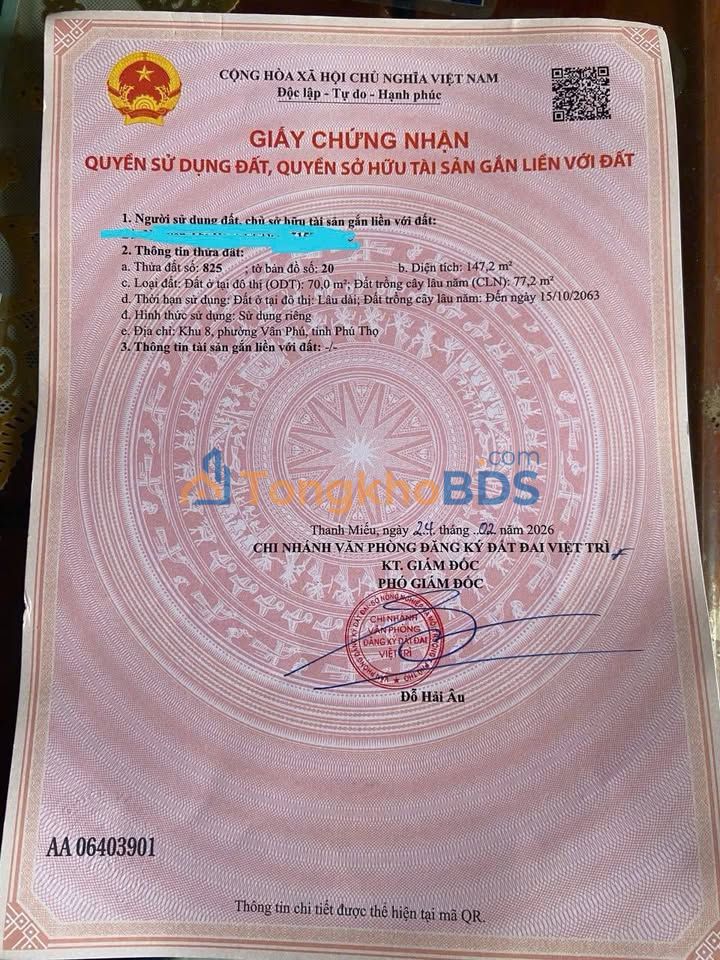 CỘNG HÒA XÃ HỘI CHỦ NGHĨA VIỆT NAM
Độc lập - Tự do - Hạnh phúc
GIẤY CHỨNG NHẬN
QUYỀN SỬ DỤNG ĐẤT, QUYỀN SỞ HỮU TÀI SẢN GẮN LIỀN VỚI ĐẤT
1. Người sử dụng đất, chủ sở hữu tài sản gắn liền với đất:
2. Thông tin thửa đất:
a. Thửa đất số: 825 ; tờ bản đồ số: 20 b. Diện tích: 147,2 m²
c. Loại đất: Đất ở tại đô thị (ODT): 70,0 m²; Đất trồng cây lâu năm (CLN): 77,2 m²
d. Thời hạn sử dụng: Đất ở tại đô thị: Lâu dài; Đất trồng cây lâu năm: Đến ngày 15/10/2063
đ. Hình thức sử dụng: Sử dụng riêng
e. Địa chỉ: Khu 8, phường Vân Phú, tỉnh Phú Thọ
3. Thông tin tài sản gắn liền với đất: -/-
TongkhoBDS.com
Thanh Miếu, ngày 24 tháng 02 năm 2026
CHI NHÁNH VĂN PHÒNG ĐĂNG KÝ ĐẤT ĐAI VIỆT TRÌ
KT. GIÁM ĐỐC
PHÓ GIÁM ĐỐC
CHI NHÁNH
VĂN PHÒNG
ĐĂNG KÝ ĐẤT ĐAI
VIỆT TRÌ
Đỗ Hải Âu
AA 06403901
Thông tin chi tiết được thể hiện tại mã QR.